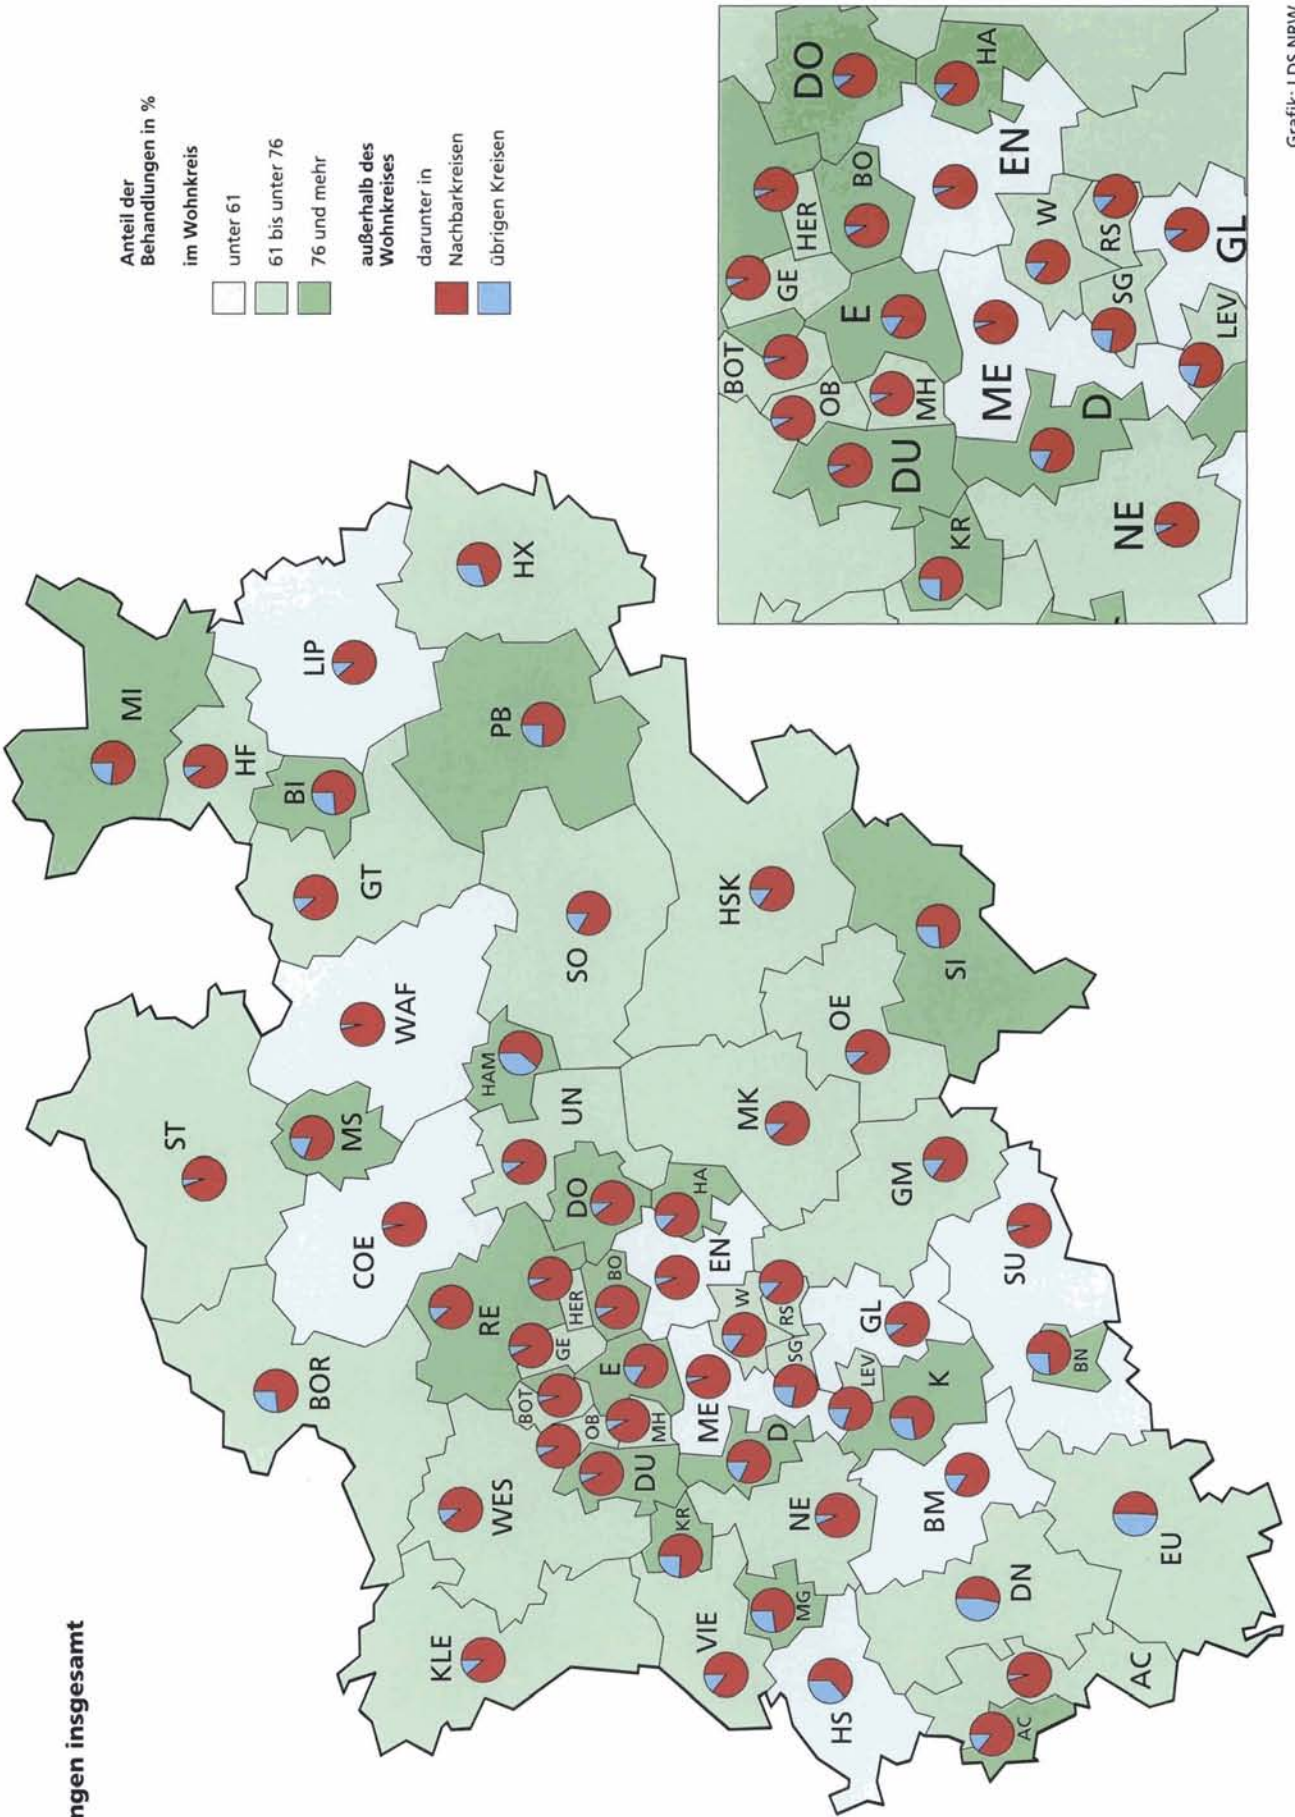 ngen insgesamt
Anteil der
Behandlungen in %
im Wohnkreis
unter 61
61 bis unter 76
76 und mehr
außerhalb des
Wohnkreises
darunter in
Nachbarkreisen
übrigen Kreisen
MI
HF
LIP
BI
HX
PB
GT
ST
WAF
MS
SO
HSK
HAM
COE
UN
BOR
RE
DO
HA
MK
OE
SI
HER
BO
EN
GM
GE
E
W
RS
SU
BOT
OB
MH
ME
SG
GL
LEV
K
BN
WES
DU
D
KR
NE
BM
KLE
VIE
MG
DN
EU
HS
AC
AC
DO
HA
BO
HER
EN
GE
E
W
RS
SG
GL
BOT
OB
MH
ME
LEV
DU
D
KR
NE
Grafik: LDS NRW